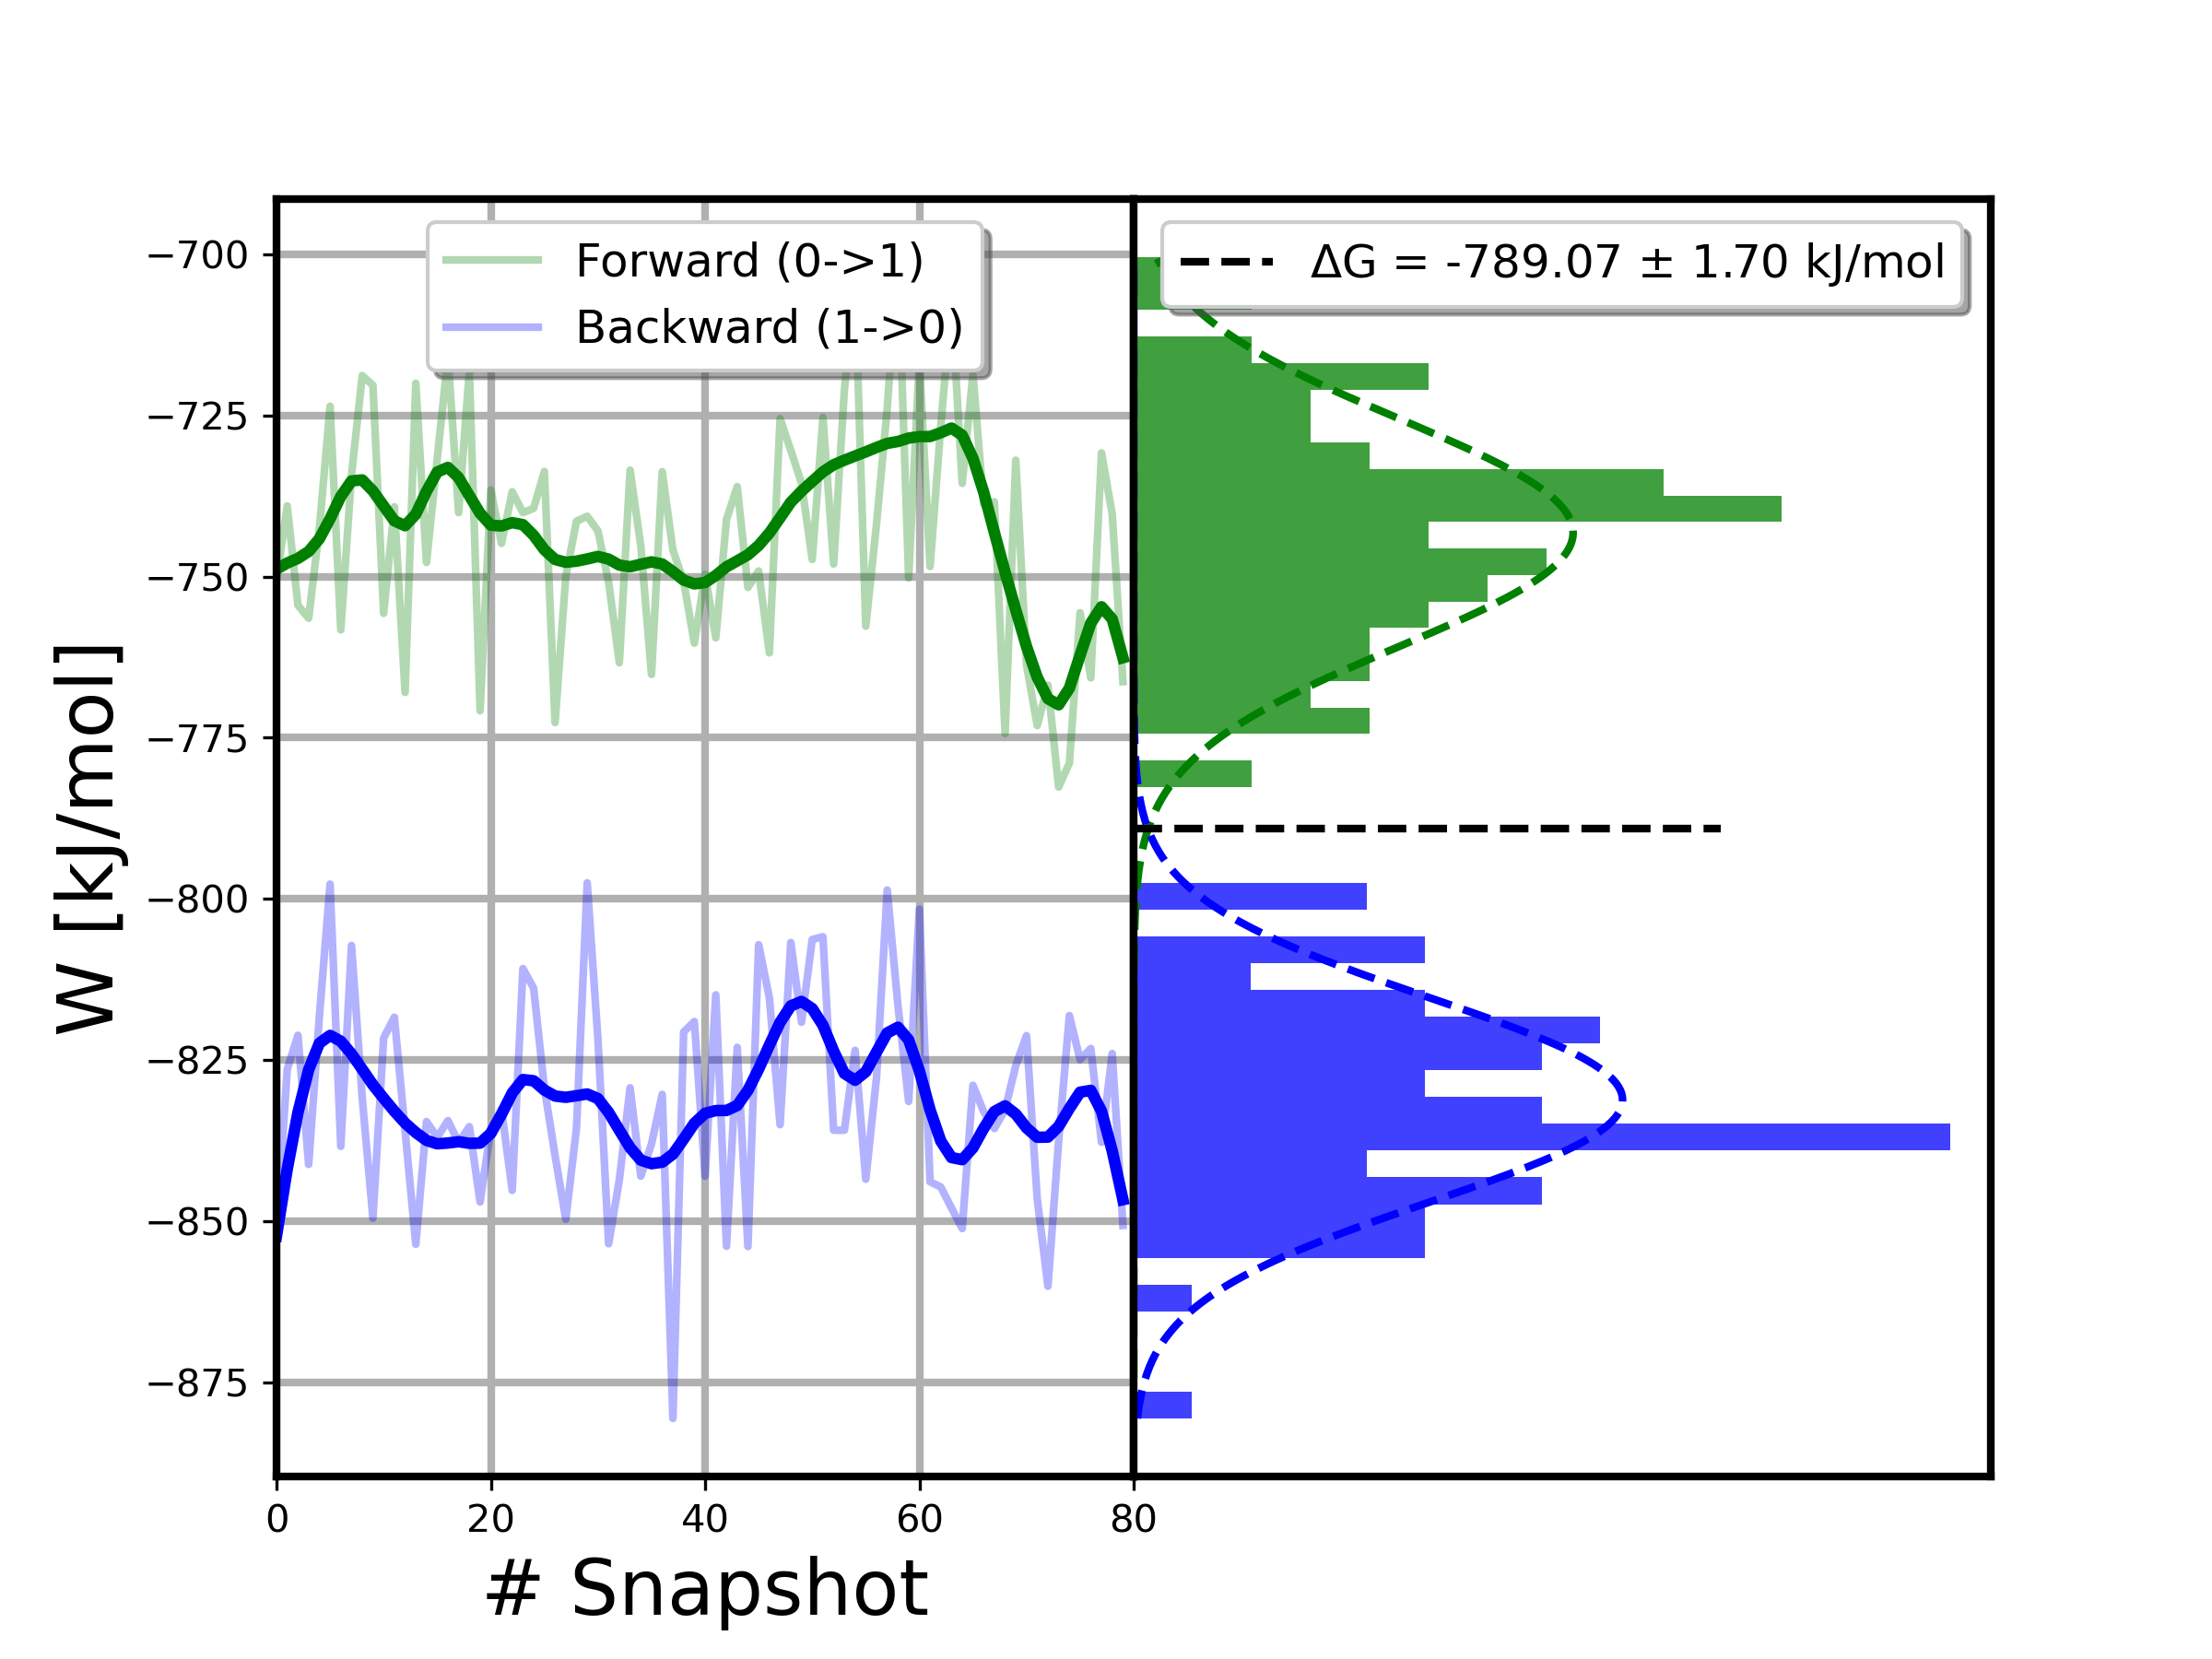 Forward (0->1)
Backward (1->0)
ΔG = -789.07 ± 1.70 kJ/mol
−700
−725
−750
−775
−800
−825
−850
−875
W [kJ/mol]
0 20 40 60 80
# Snapshot